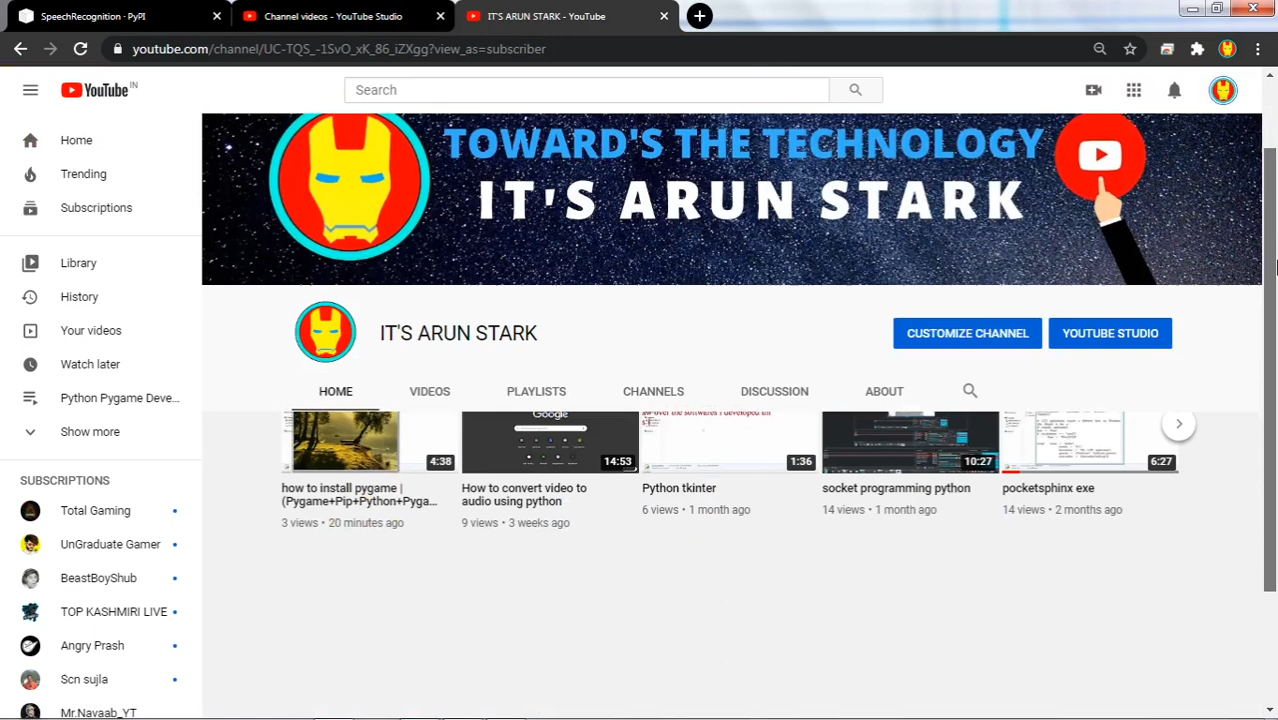 SpeechRecognition · PyPI
Channel videos - YouTube Studio
IT'S ARUN STARK - YouTube
youtube.com/channel/UC-TQS_-1SvO_xK_86_iZXgg?view_as=subscriber
YouTube IN
Search
Home
Trending
Subscriptions
Library
History
Your videos
Watch later
Python Pygame Deve...
Show more
SUBSCRIPTIONS
Total Gaming
UnGraduate Gamer
BeastBoyShub
TOP KASHMIRI LIVE
Angry Prash
Scn sujla
Mr.Navaab_YT
TOWARD'S THE TECHNOLOGY
IT'S ARUN STARK
IT'S ARUN STARK
CUSTOMIZE CHANNEL
YOUTUBE STUDIO
HOME
VIDEOS
PLAYLISTS
CHANNELS
DISCUSSION
ABOUT
4:38
Google
14:53
1:36
10:27
6:27
how to install pygame |
(Pygame+Pip+Python+Pyga...
3 views • 20 minutes ago
How to convert video to
audio using python
9 views • 3 weeks ago
Python tkinter
6 views • 1 month ago
socket programming python
14 views • 1 month ago
pocketsphinx exe
14 views • 2 months ago